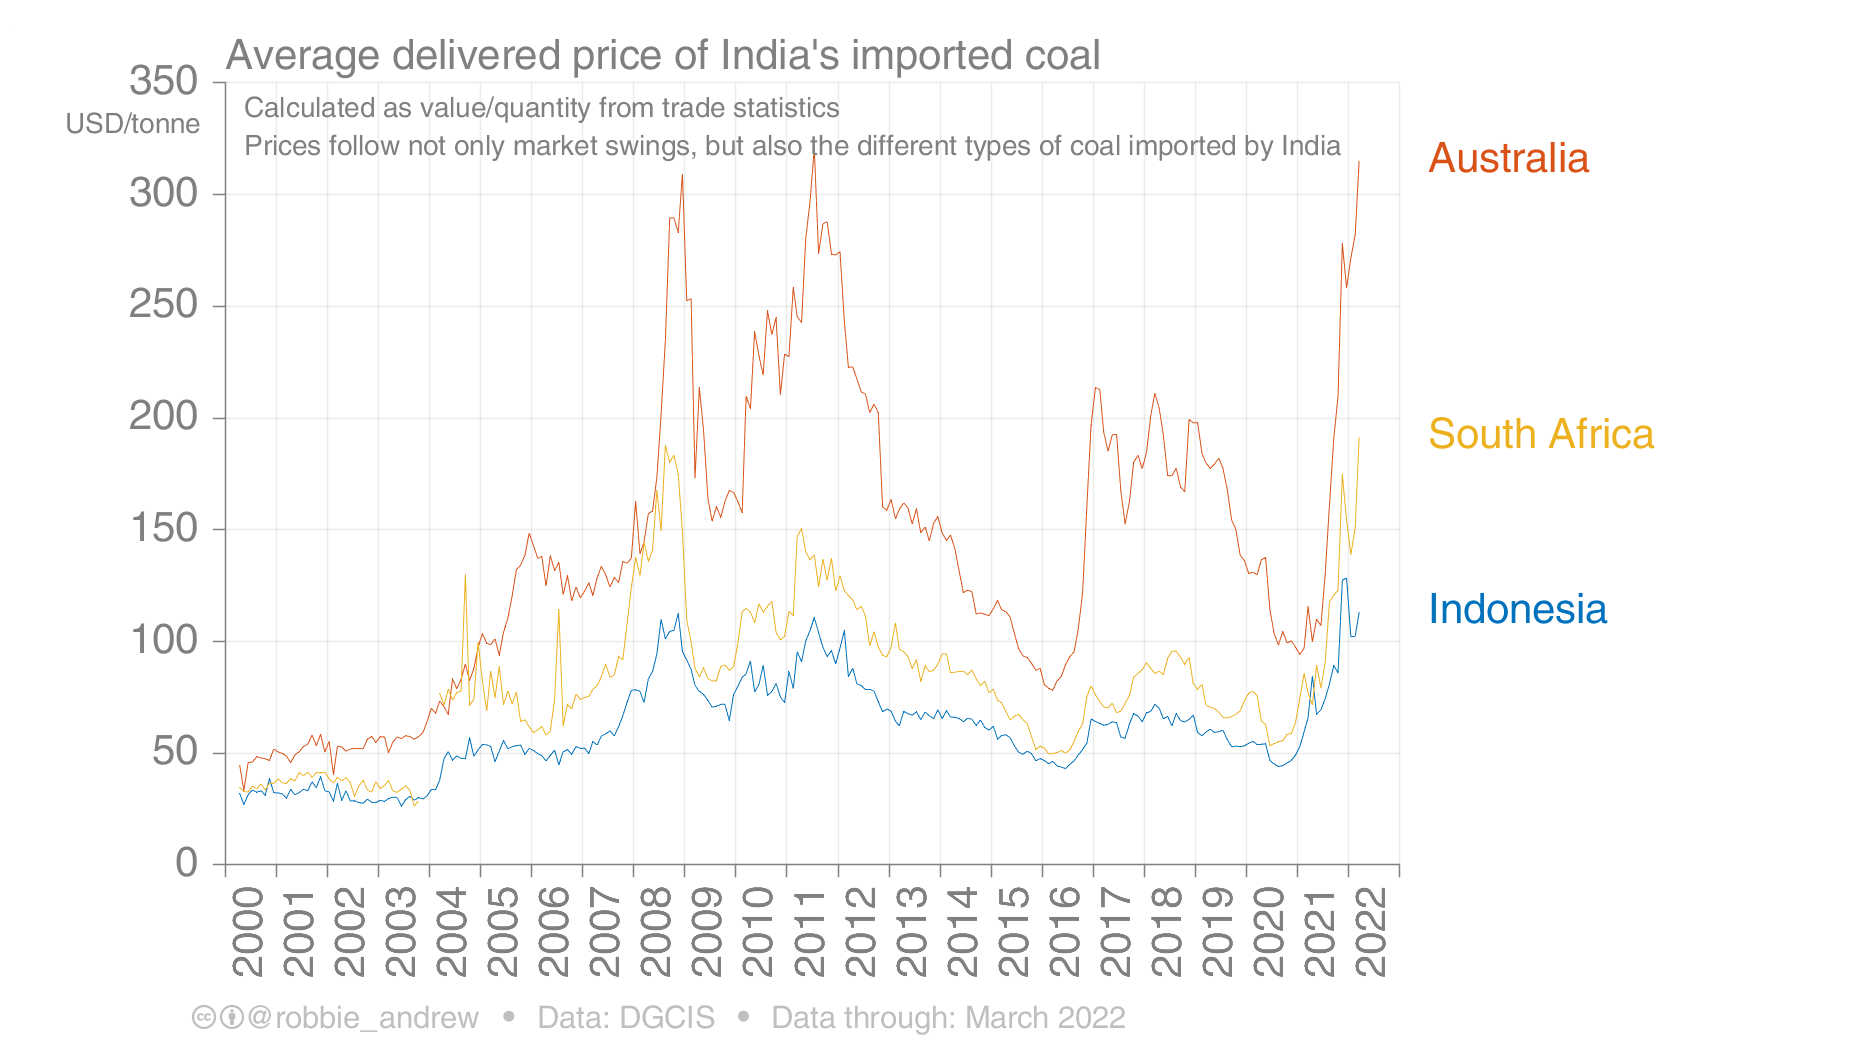 Average delivered price of India's imported coal
350
USD/tonne
Calculated as value/quantity from trade statistics
Prices follow not only market swings, but also the different types of coal imported by India
Australia
300
250
200
South Africa
150
Indonesia
100
50
0
2000 2001 2002 2003 2004 2005 2006 2007 2008 2009 2010 2011 2012 2013 2014 2015 2016 2017 2018 2019 2020 2021 2022
cc @robbie_andrew • Data: DGCIS • Data through: March 2022